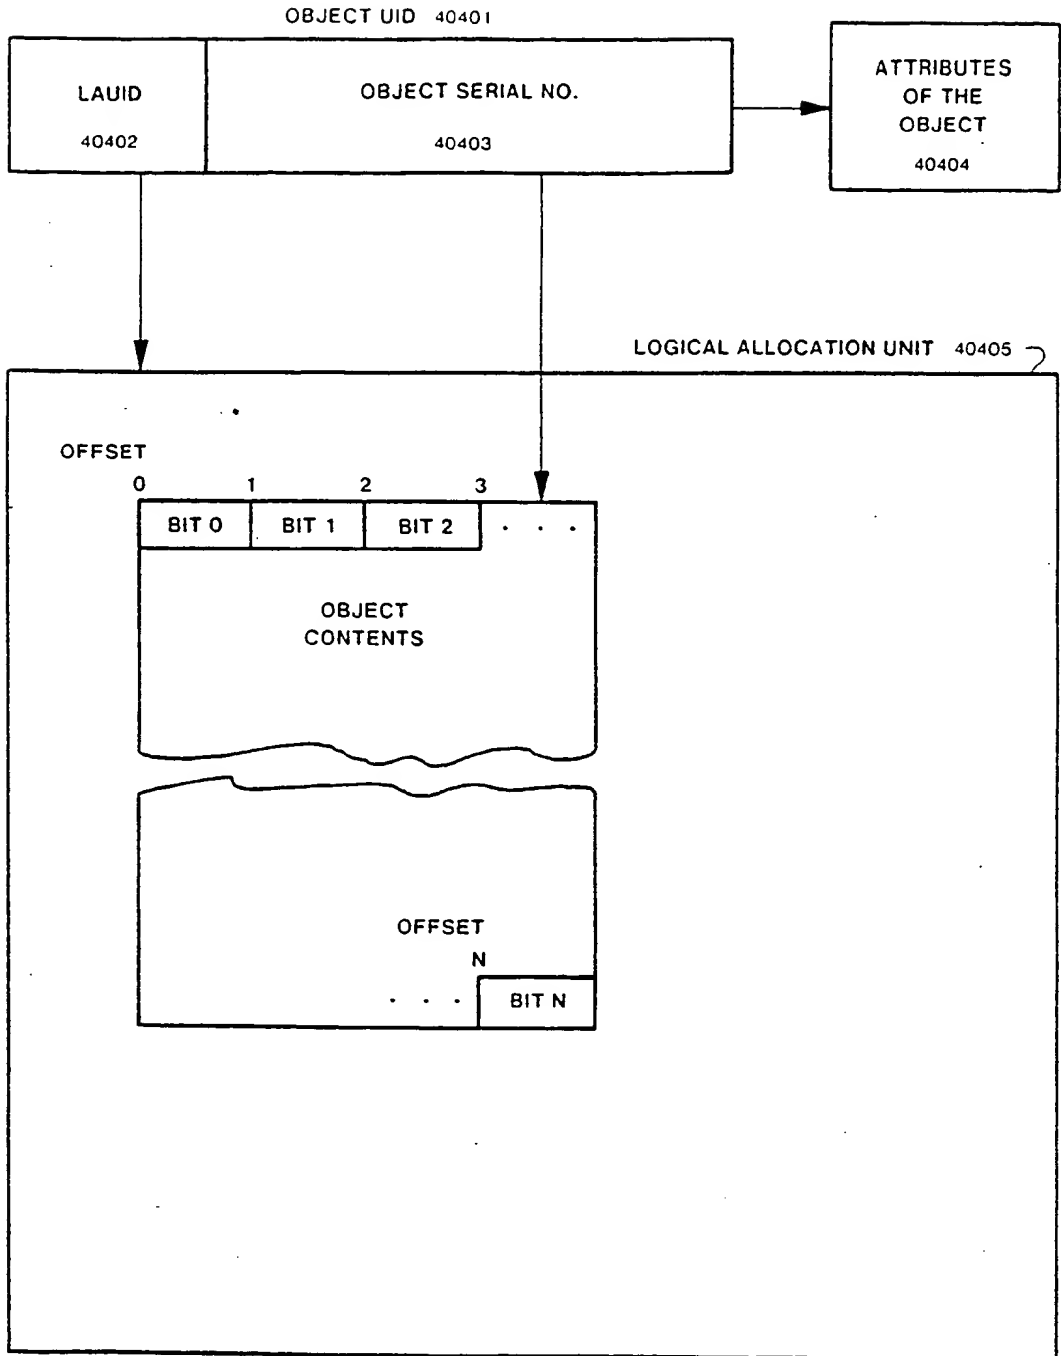 OBJECT UID 40401
LAUID
40402
OBJECT SERIAL NO.
40403
ATTRIBUTES
OF THE
OBJECT
40404
LOGICAL ALLOCATION UNIT 40405
OFFSET
0 1 2 3
BIT 0 BIT 1 BIT 2 . . .
OBJECT
CONTENTS
OFFSET
N
. . . BIT N